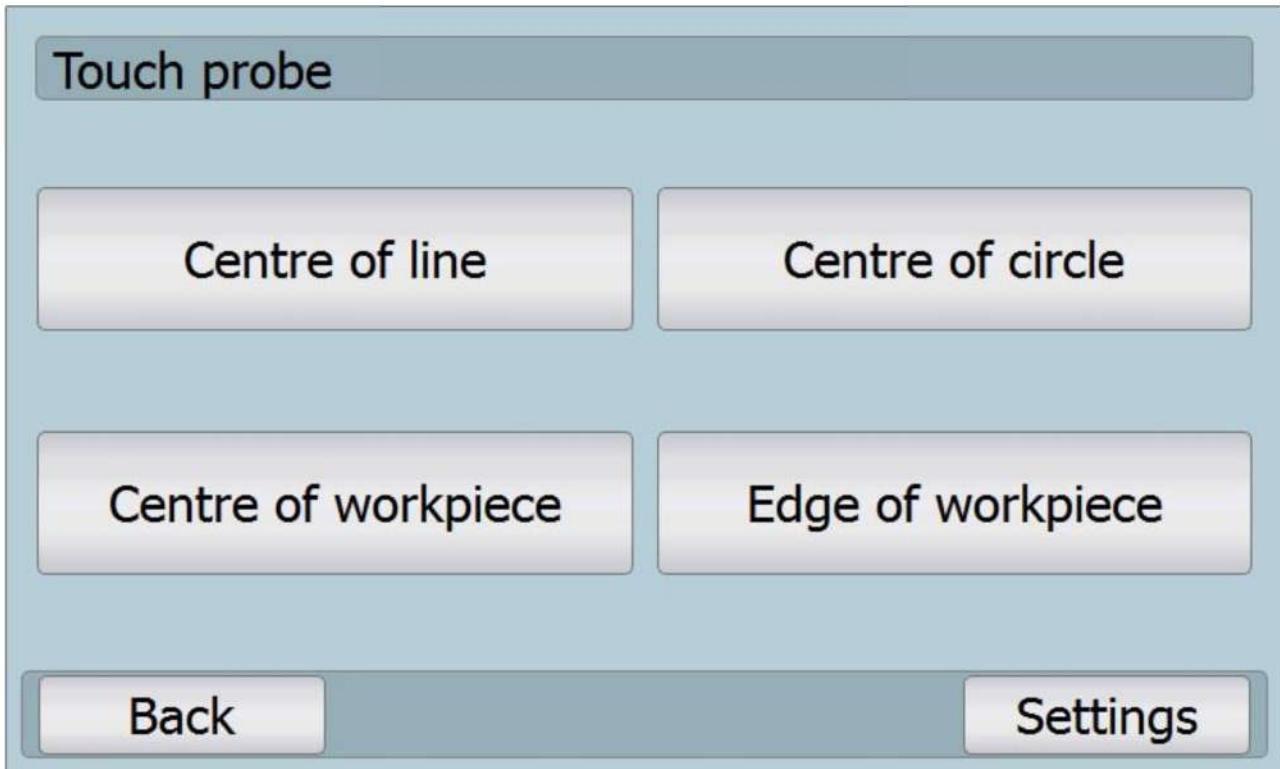 Touch probe
Centre of line
Centre of circle
Centre of workpiece
Edge of workpiece
Back
Settings